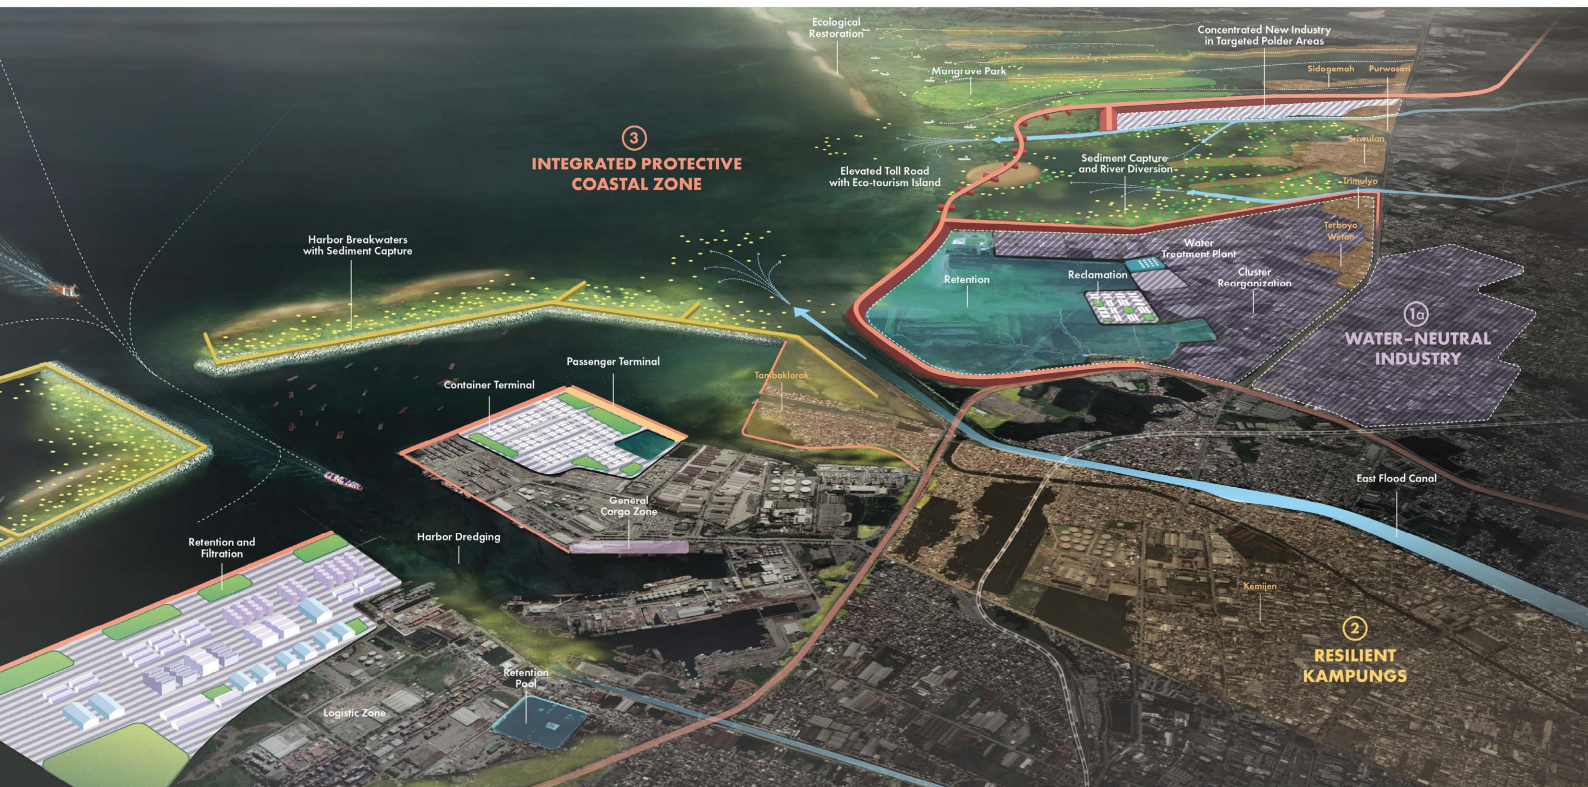 Ecological
Restoration
Concentrated New Industry
in Targeted Polder Areas
Mangrove Park
Sidogemah
Purwosari
3
INTEGRATED PROTECTIVE
COASTAL ZONE
Sriwulan
Elevated Toll Road
with Eco-tourism Island
Sediment Capture
and River Diversion
Trimulyo
Harbor Breakwaters
with Sediment Capture
Terboyo
Wetan
Water
Treatment Plant
Retention
Reclamation
Cluster
Reorganization
1a
WATER-NEUTRAL
INDUSTRY
Passenger Terminal
Container Terminal
Tambaklorok
East Flood Canal
General
Cargo Zone
Harbor Dredging
Retention and
Filtration
Kemijen
2
RESILIENT
KAMPUNGS
Retention
Pool
Logistic Zone